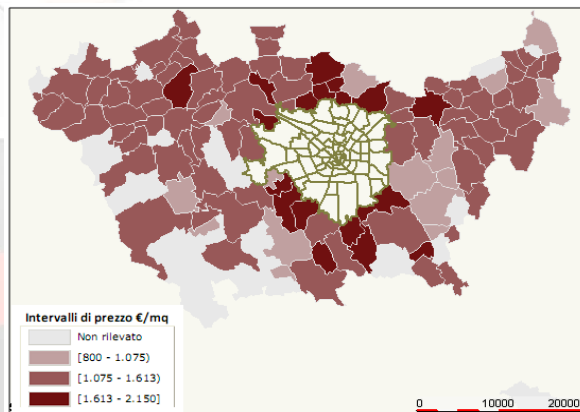 Intervalli di prezzo €/mq
Non rilevato
[800 - 1.075)
[1.075 - 1.613)
[1.613 - 2.150]
0 10000 20000